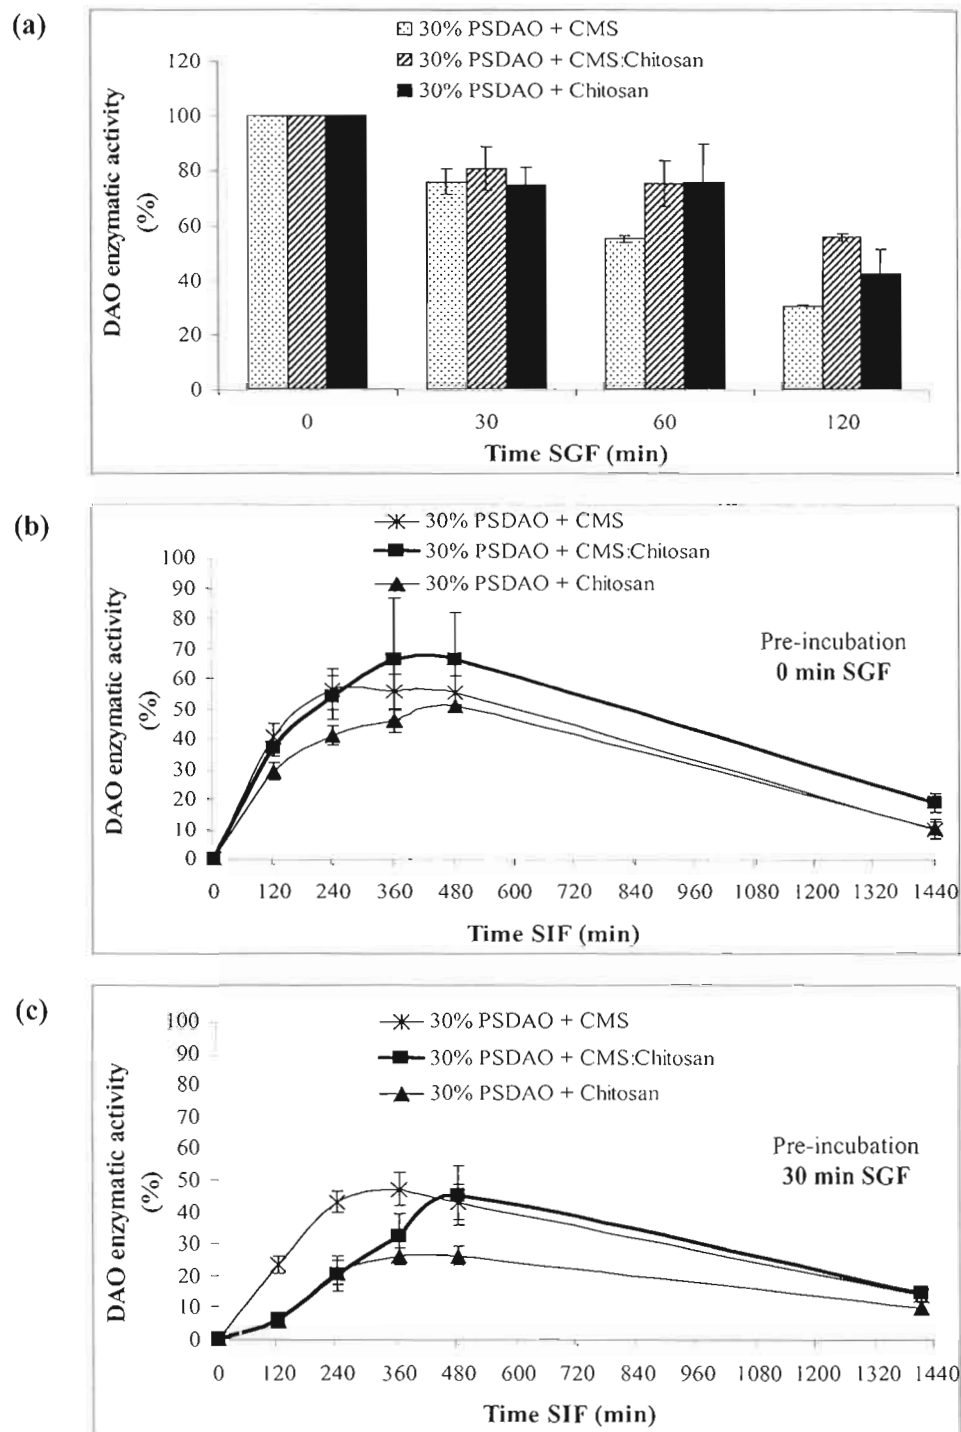 (a)
30% PSDAO + CMS
30% PSDAO + CMS:Chitosan
30% PSDAO + Chitosan
DAO enzymatic activity
(%)
120
100
80
60
40
20
0
0 30 60 120
Time SGF (min)
(b)
30% PSDAO + CMS
30% PSDAO + CMS:Chitosan
30% PSDAO + Chitosan
Pre-incubation
0 min SGF
DAO enzymatic activity
(%)
100
90
80
70
60
50
40
30
20
10
0
0 120 240 360 480 600 720 840 960 1080 1200 1320 1440
Time SIF (min)
(c)
30% PSDAO + CMS
30% PSDAO + CMS:Chitosan
30% PSDAO + Chitosan
Pre-incubation
30 min SGF
DAO enzymatic activity
(%)
100
90
80
70
60
50
40
30
20
10
0
0 120 240 360 480 600 720 840 960 1080 1200 1320 1440
Time SIF (min)